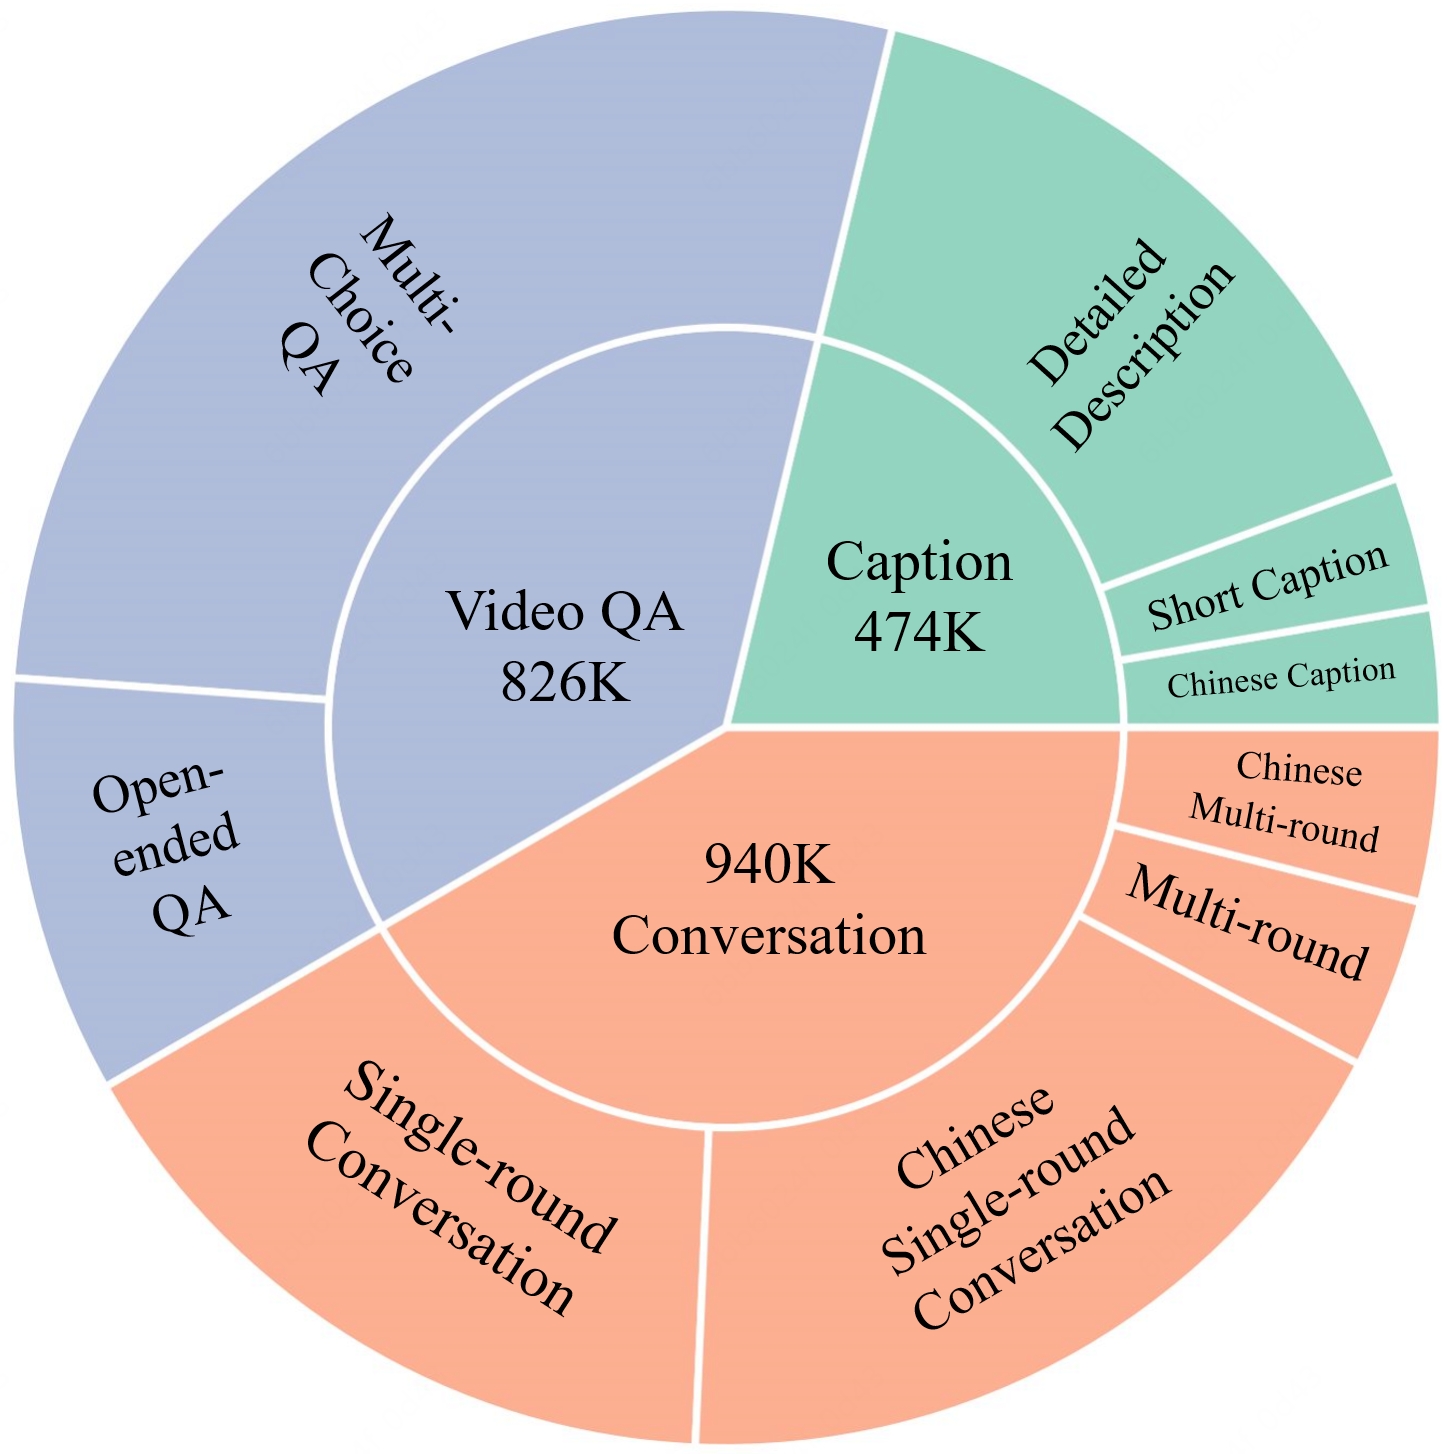 Multi-
Choice
QA
Detailed
Description
Caption
474K
Short Caption
Video QA
826K
Chinese Caption
Open-
ended
QA
940K
Conversation
Chinese
Multi-round
Multi-round
Single-round
Conversation
Chinese
Single-round
Conversation